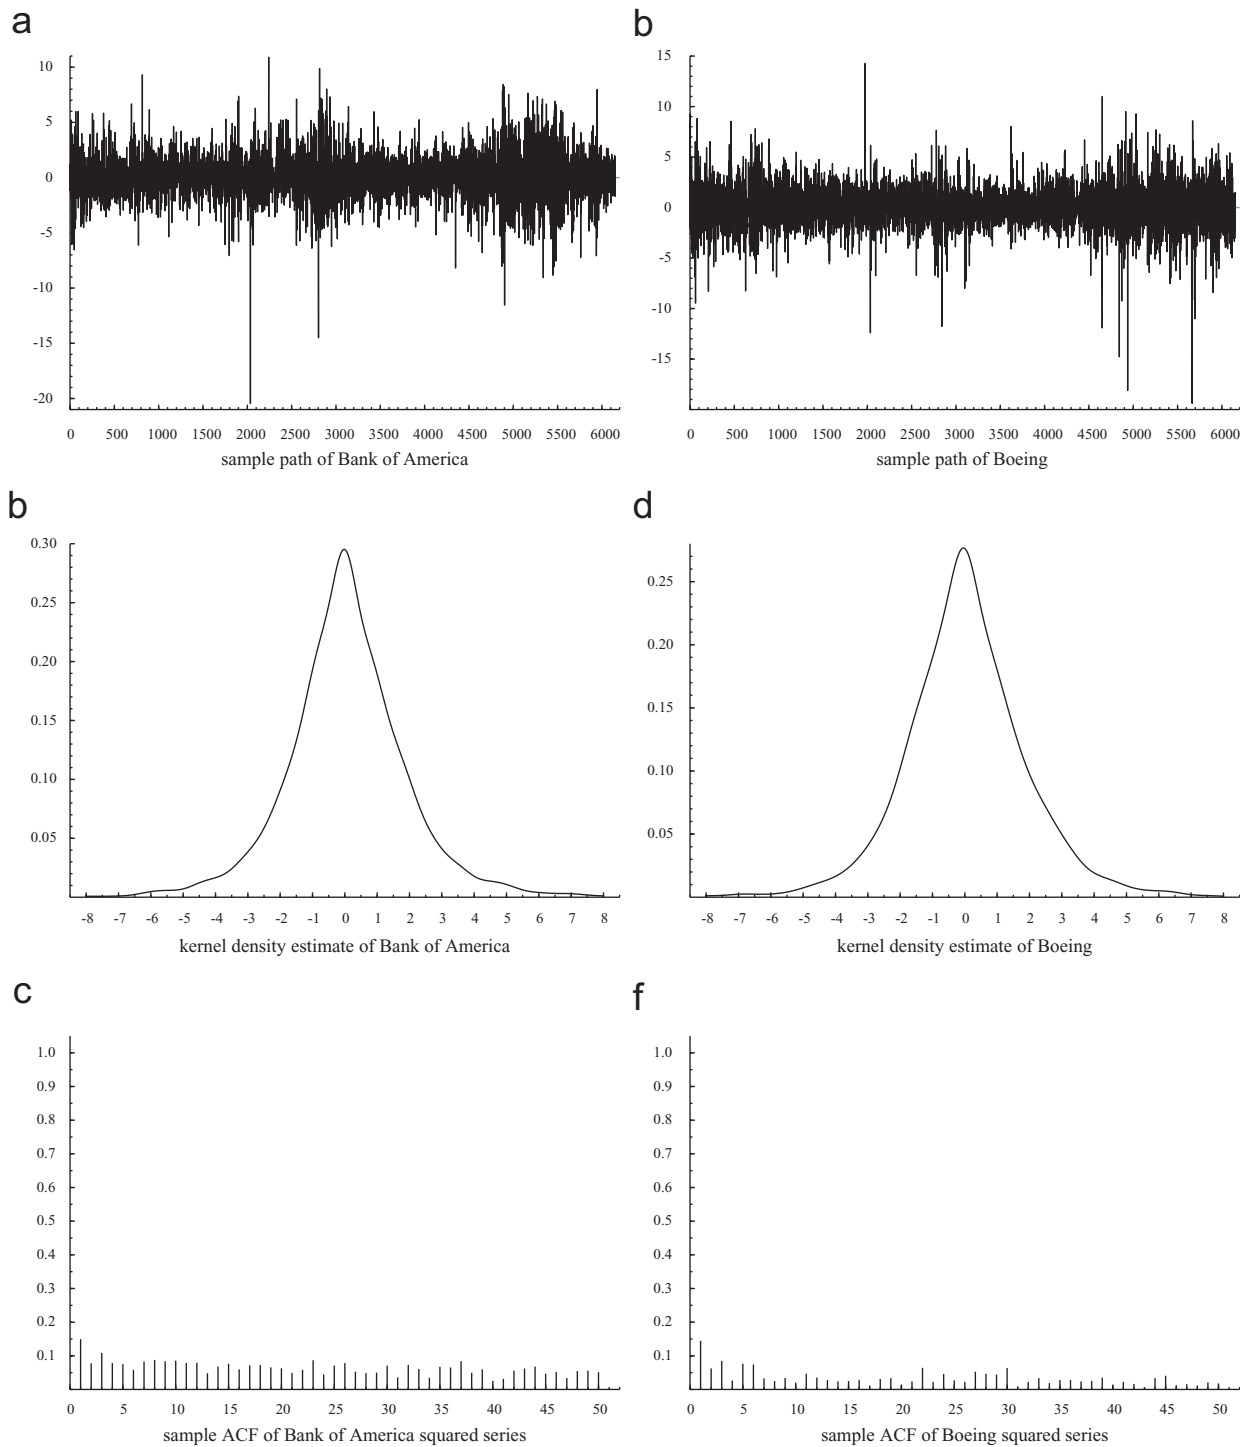 a
10
5
0
-5
-10
-15
-20
0 500 1000 1500 2000 2500 3000 3500 4000 4500 5000 5500 6000
sample path of Bank of America
b
15
10
5
0
-5
-10
-15
0 500 1000 1500 2000 2500 3000 3500 4000 4500 5000 5500 6000
sample path of Boeing
b
0.30
0.25
0.20
0.15
0.10
0.05
-8 -7 -6 -5 -4 -3 -2 -1 0 1 2 3 4 5 6 7 8
kernel density estimate of Bank of America
d
0.25
0.20
0.15
0.10
0.05
-8 -7 -6 -5 -4 -3 -2 -1 0 1 2 3 4 5 6 7 8
kernel density estimate of Boeing
c
1.0
0.9
0.8
0.7
0.6
0.5
0.4
0.3
0.2
0.1
0 5 10 15 20 25 30 35 40 45 50
sample ACF of Bank of America squared series
f
1.0
0.9
0.8
0.7
0.6
0.5
0.4
0.3
0.2
0.1
0 5 10 15 20 25 30 35 40 45 50
sample ACF of Boeing squared series